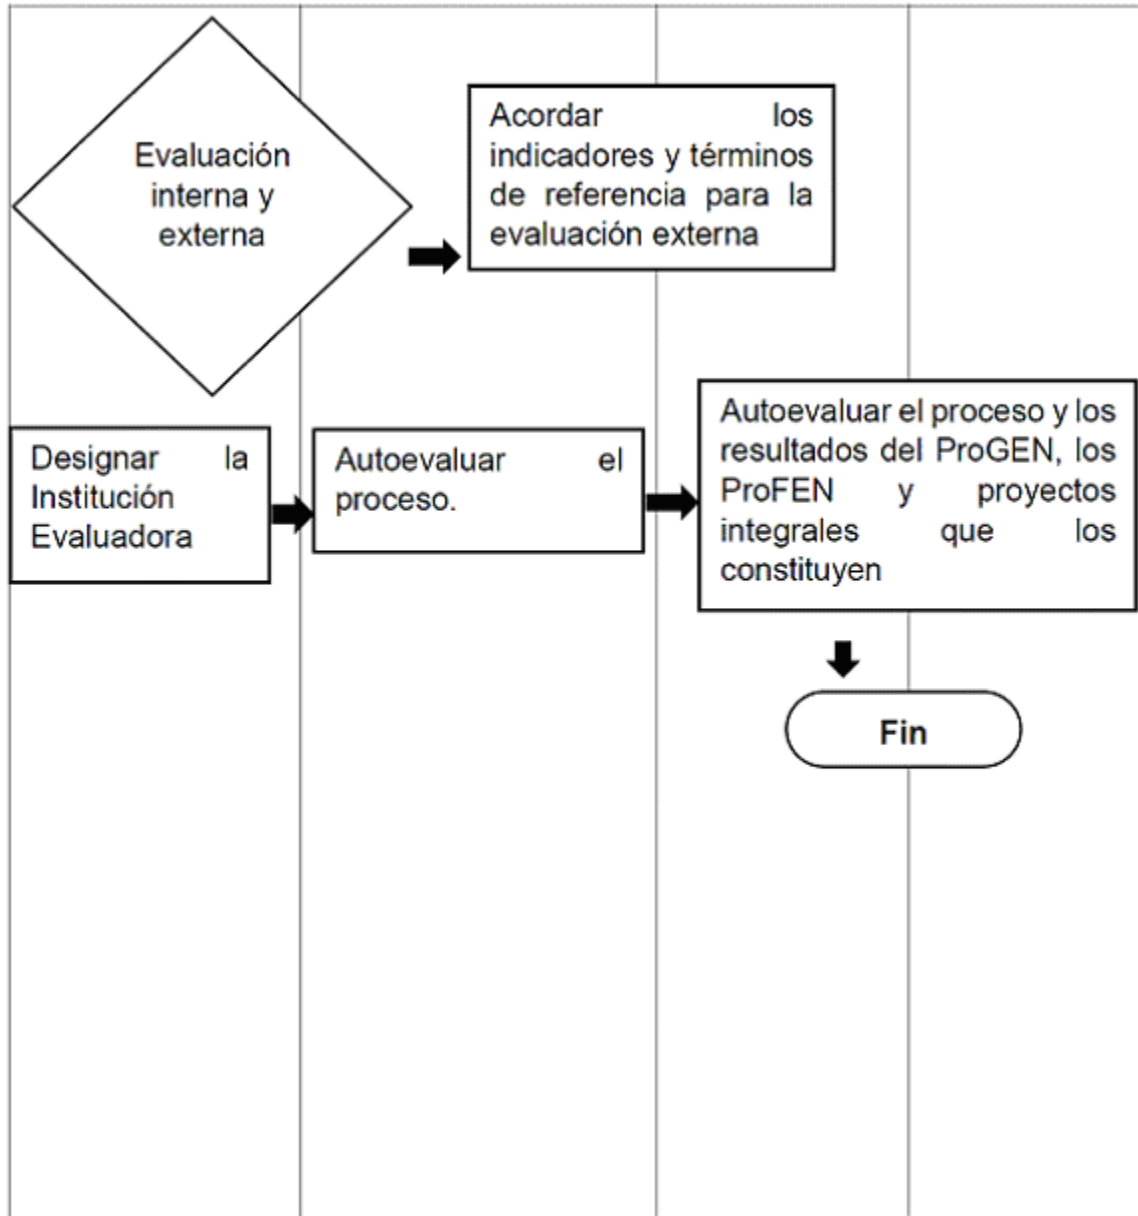 Evaluación
interna y
externa
Acordar los
indicadores y términos
de referencia para la
evaluación externa
Designar la
Institución
Evaluadora
Autoevaluar el
proceso.
Autoevaluar el proceso y los
resultados del ProGEN, los
ProFEN y proyectos
integrales que los
constituyen
Fin